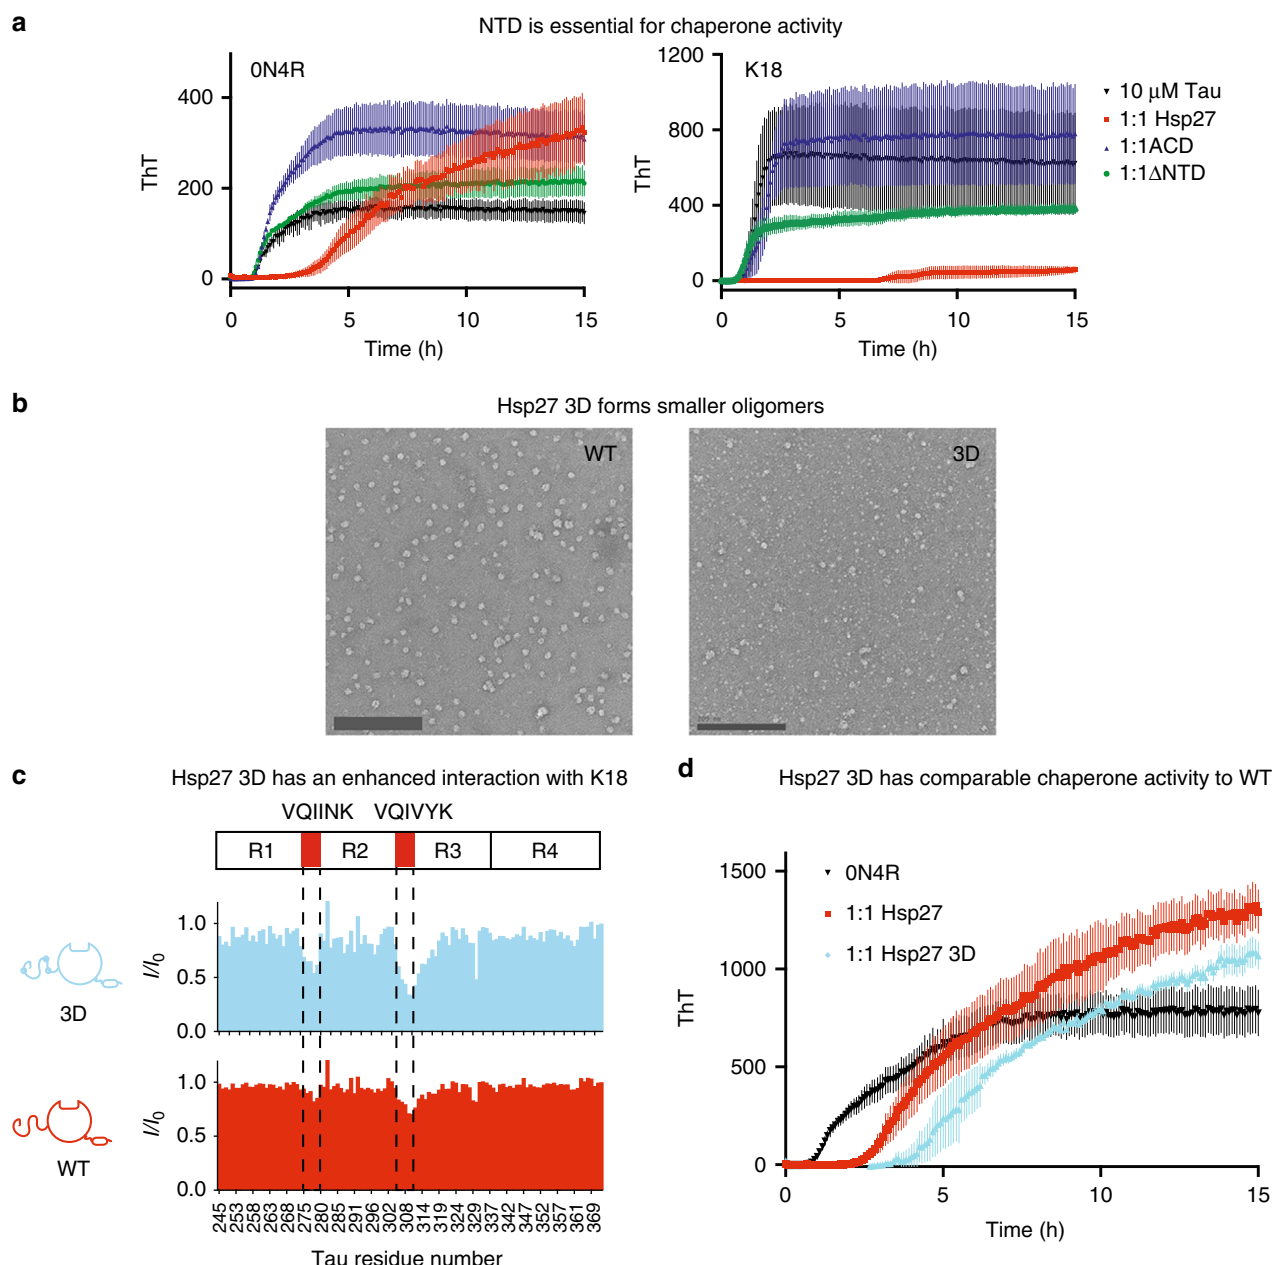 a
NTD is essential for chaperone activity
0N4R
ThT
400
200
0
0 5 10 15
Time (h)
K18
ThT
1200
800
400
0
0 5 10 15
Time (h)
10 μM Tau
1:1 Hsp27
1:1ACD
1:1ΔNTD
b
Hsp27 3D forms smaller oligomers
WT
3D
c
Hsp27 3D has an enhanced interaction with K18
VQIINK VQIVYK
R1 R2 R3 R4
3D
I/I0
1.0
0.5
0.0
WT
I/I0
1.0
0.5
0.0
245 253 258 263 268 275 280 285 291 296 302 308 314 319 324 329 337 342 347 352 357 361 369
Tau residue number
d
Hsp27 3D has comparable chaperone activity to WT
0N4R
1:1 Hsp27
1:1 Hsp27 3D
ThT
1500
1000
500
0
0 5 10 15
Time (h)